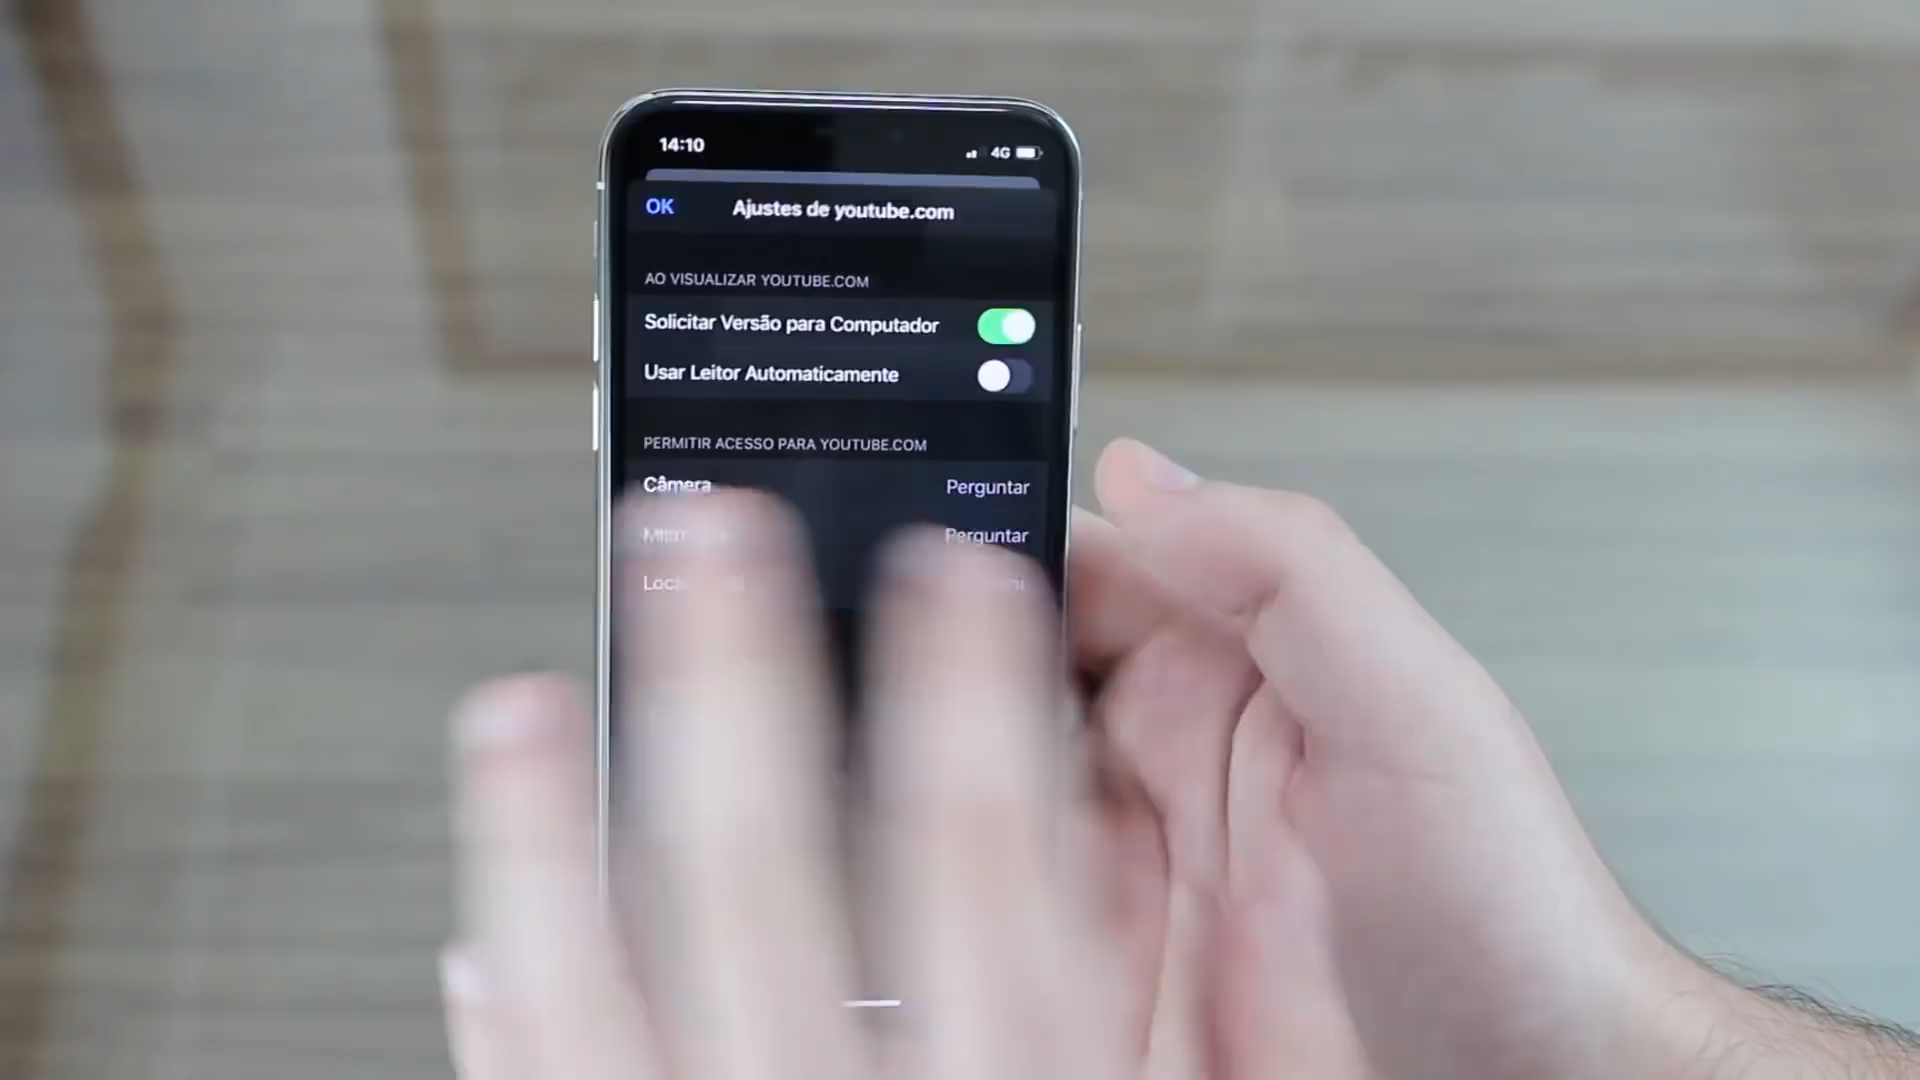 14:10
4G
OK
Ajustes de youtube.com
AO VISUALIZAR YOUTUBE.COM
Solicitar Versão para Computador
Usar Leitor Automaticamente
PERMITIR ACESSO PARA YOUTUBE.COM
Câmera
Perguntar
Perguntar